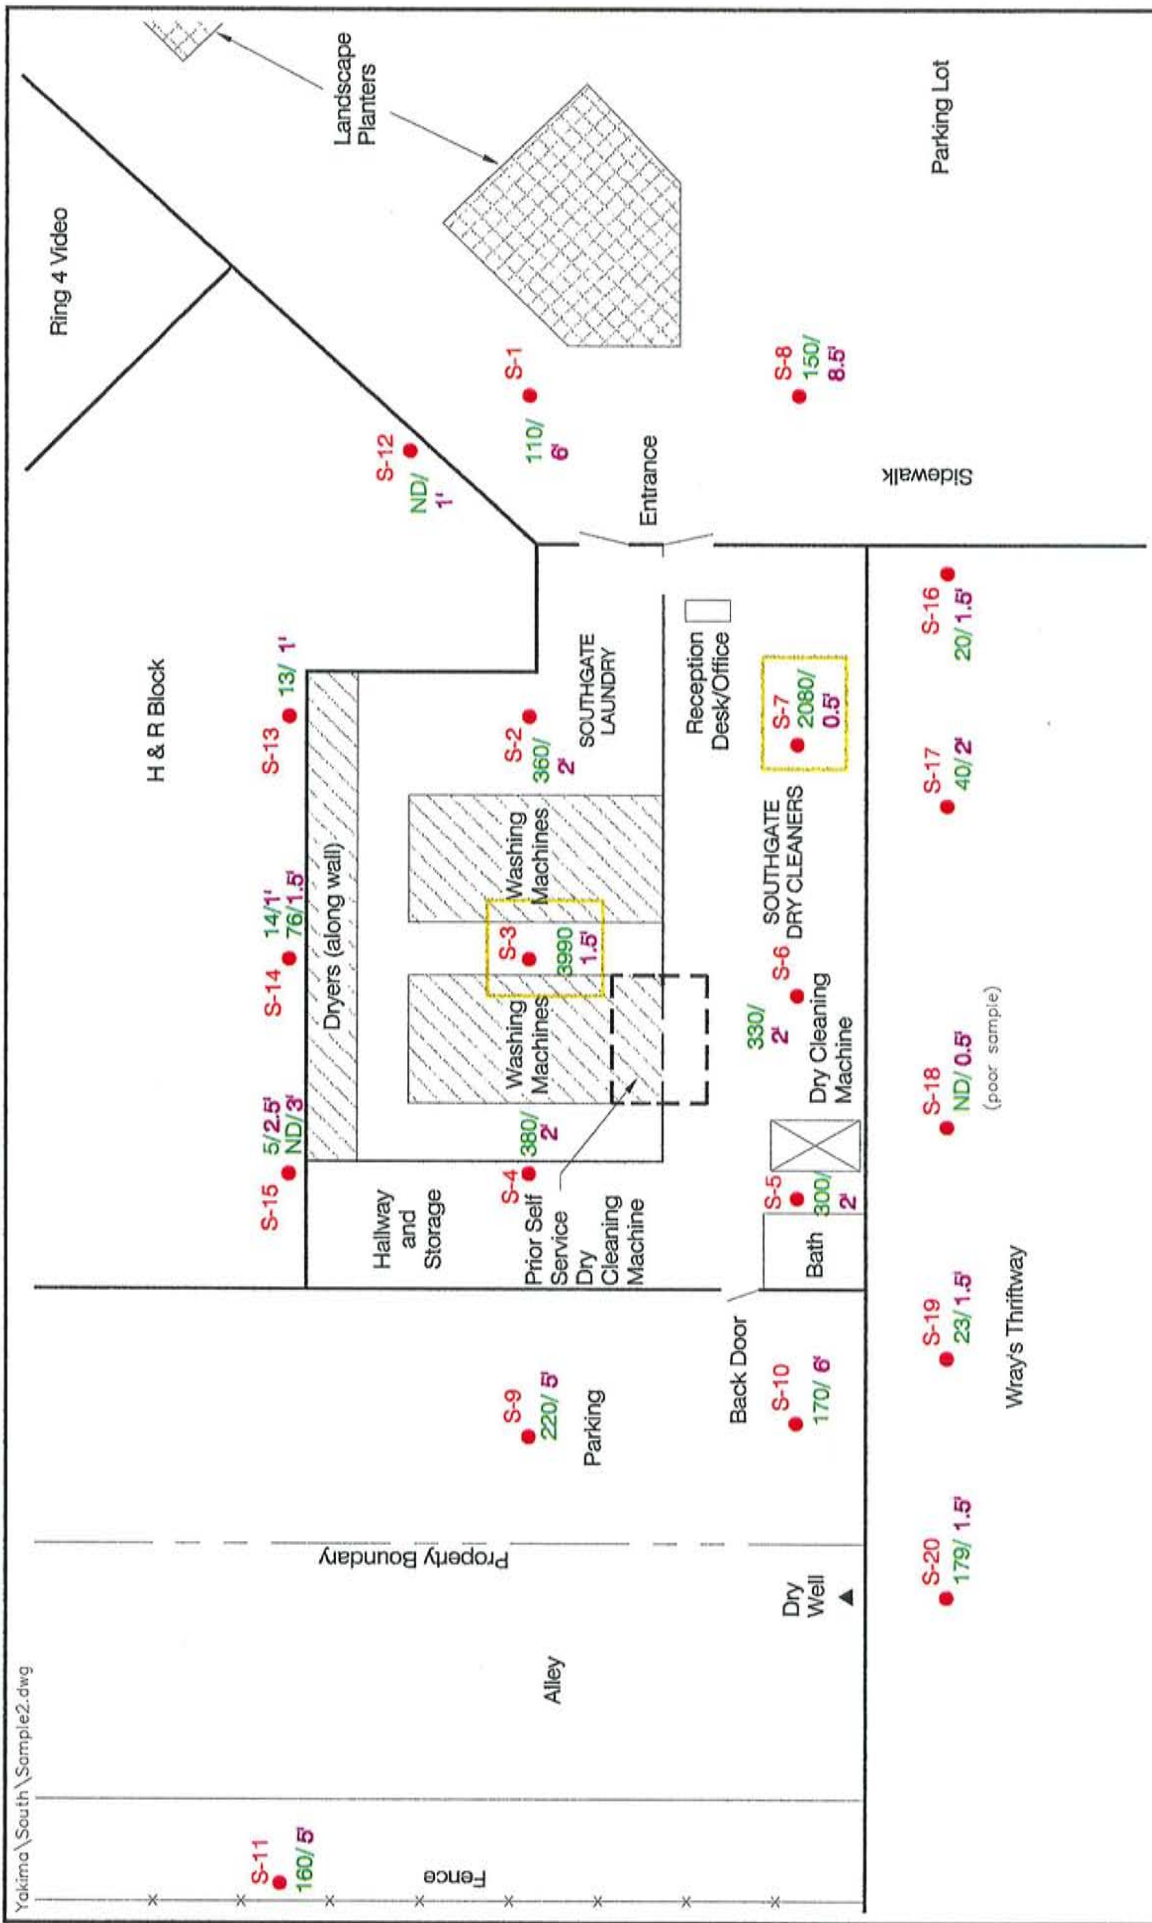 Yakima\South\Sample2.dwg
Ring 4 Video
Landscape
Planters
Parking Lot
H & R Block
S-12
ND/
1'
S-1
110/
6'
S-8
150/
8.5'
Entrance
Sidewalk
S-13
13/ 1'
S-14
14/1'
76/1.5'
S-15
5/2.5'
ND/3'
Dryers (along wall)
S-2
360/
2'
SOUTHGATE
LAUNDRY
Washing
Machines
S-3
3990
1.5'
Washing
Machines
S-4
380/
2'
Hallway
and
Storage
Prior Self
Service
Dry
Cleaning
Machine
Reception
Desk/Office
S-7
2080/
0.5'
SOUTHGATE
DRY CLEANERS
S-6
330/
2'
Dry Cleaning
Machine
S-5
300/
2'
Bath
Back Door
S-16
20/1.5'
S-17
40/2'
S-18
ND/ 0.5'
(poor sample)
S-19
23/1.5'
Wray's Thriftway
S-20
179/ 1.5'
S-9
220/ 5'
Parking
S-10
170/ 6'
Property Boundary
Dry
Well
Alley
S-11
160/5'
Fence